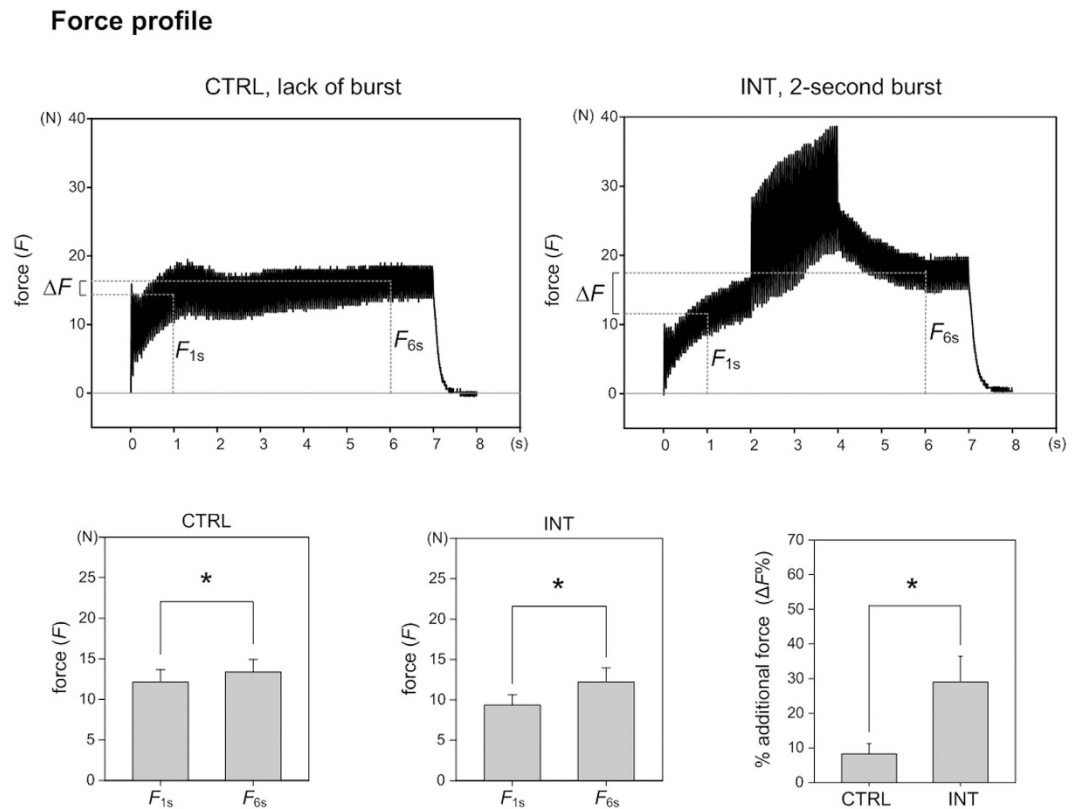 Force profile
CTRL, lack of burst
(N)
40
30
20
10
0
force (F)
ΔF
F1s
F6s
0 1 2 3 4 5 6 7 8 (s)
INT, 2-second burst
(N)
40
30
20
10
0
force (F)
ΔF
F1s
F6s
0 1 2 3 4 5 6 7 8 (s)
CTRL
(N)
25
20
15
10
5
0
force (F)
*
F1s F6s
INT
(N)
25
20
15
10
5
0
force (F)
*
F1s F6s
70
60
50
40
30
20
10
0
% additional force (ΔF%)
*
CTRL INT